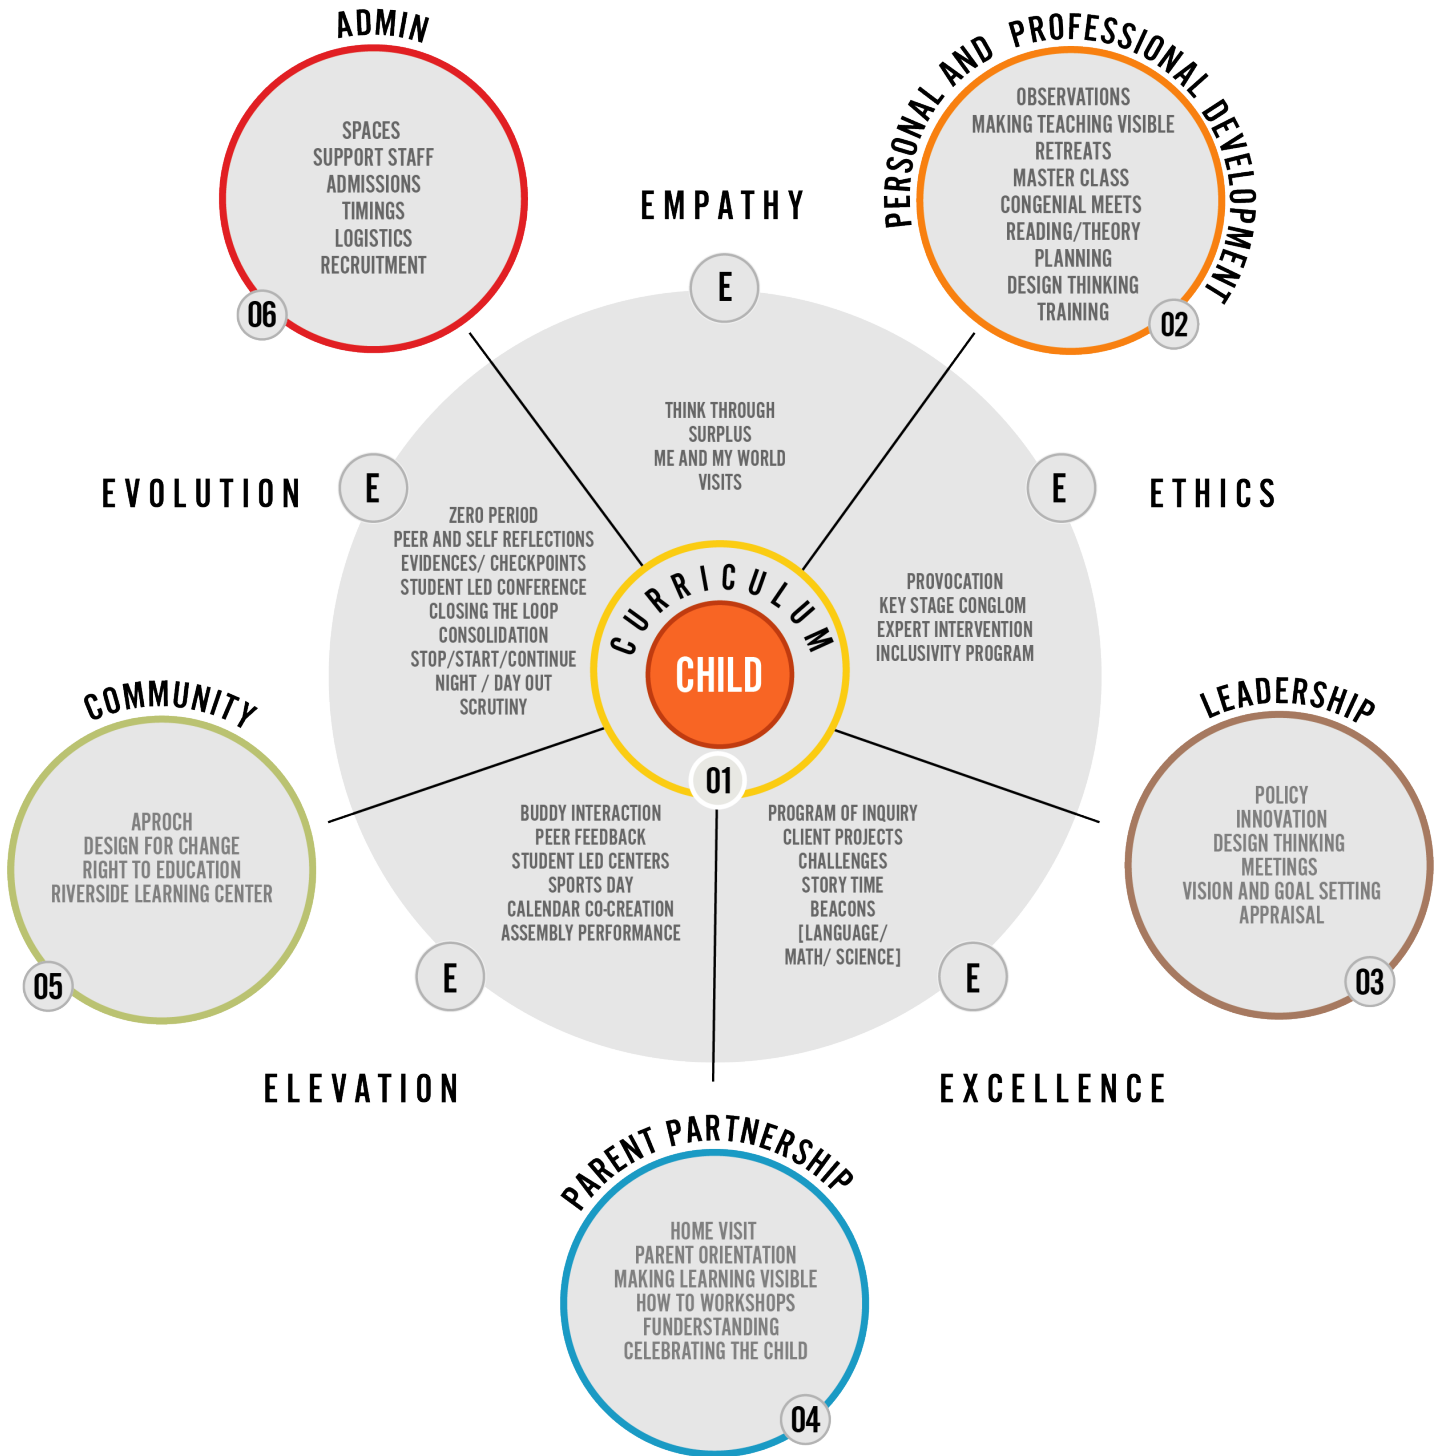 ADMIN
SPACES
SUPPORT STAFF
ADMISSIONS
TIMINGS
LOGISTICS
RECRUITMENT
06
PERSONAL AND PROFESSIONAL DEVELOPMENT
OBSERVATIONS
MAKING TEACHING VISIBLE
RETREATS
MASTER CLASS
CONGENIAL MEETS
READING/THEORY
PLANNING
DESIGN THINKING
TRAINING
02
EMPATHY
E
THINK THROUGH
SURPLUS
ME AND MY WORLD
VISITS
EVOLUTION
E
ZERO PERIOD
PEER AND SELF REFLECTIONS
EVIDENCES/ CHECKPOINTS
STUDENT LED CONFERENCE
CLOSING THE LOOP
CONSOLIDATION
STOP/START/CONTINUE
NIGHT / DAY OUT
SCRUTINY
E
ETHICS
PROVOCATION
KEY STAGE CONGLOM
EXPERT INTERVENTION
INCLUSIVITY PROGRAM
CURRICULUM
CHILD
01
COMMUNITY
APROCH
DESIGN FOR CHANGE
RIGHT TO EDUCATION
RIVERSIDE LEARNING CENTER
05
BUDDY INTERACTION
PEER FEEDBACK
STUDENT LED CENTERS
SPORTS DAY
CALENDAR CO-CREATION
ASSEMBLY PERFORMANCE
E
ELEVATION
PROGRAM OF INQUIRY
CLIENT PROJECTS
CHALLENGES
STORY TIME
BEACONS
[LANGUAGE/
MATH/ SCIENCE]
E
EXCELLENCE
LEADERSHIP
POLICY
INNOVATION
DESIGN THINKING
MEETINGS
VISION AND GOAL SETTING
APPRAISAL
03
PARENT PARTNERSHIP
HOME VISIT
PARENT ORIENTATION
MAKING LEARNING VISIBLE
HOW TO WORKSHOPS
FUNDERSTANDING
CELEBRATING THE CHILD
04